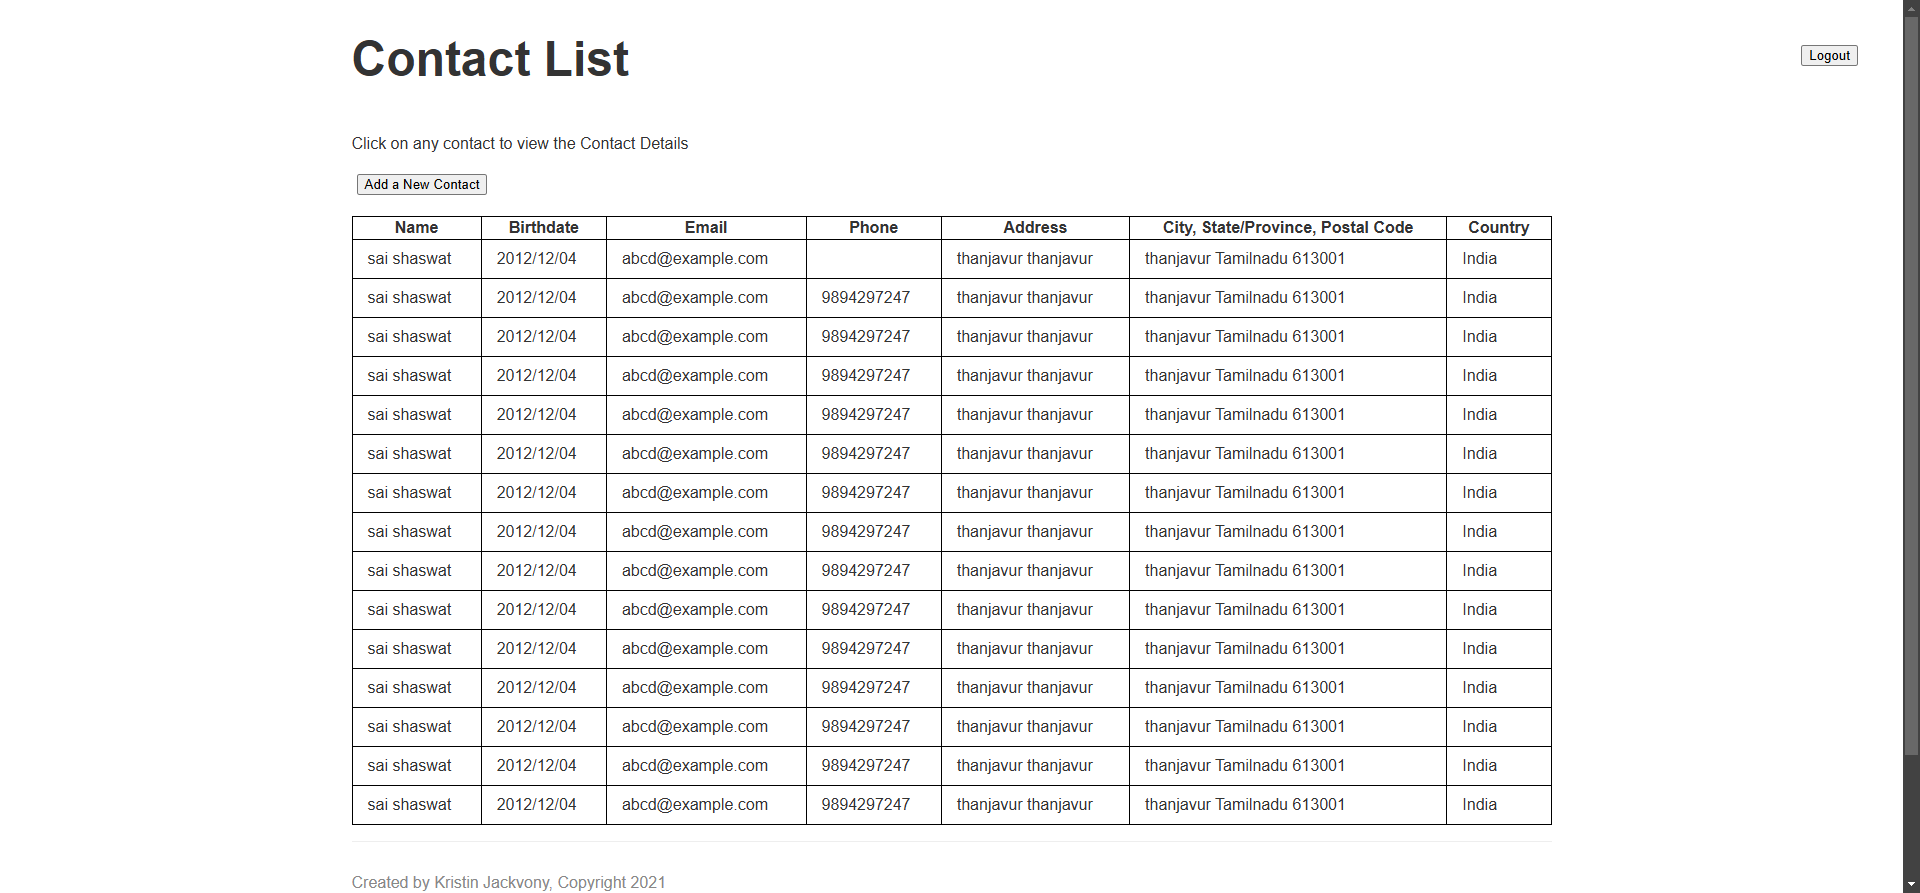 Contact List
Logout
Click on any contact to view the Contact Details
Add a New Contact
Name Birthdate Email Phone Address City, State/Province, Postal Code Country
sai shaswat 2012/12/04 abcd@example.com thanjavur thanjavur thanjavur Tamilnadu 613001 India
sai shaswat 2012/12/04 abcd@example.com 9894297247 thanjavur thanjavur thanjavur Tamilnadu 613001 India
sai shaswat 2012/12/04 abcd@example.com 9894297247 thanjavur thanjavur thanjavur Tamilnadu 613001 India
sai shaswat 2012/12/04 abcd@example.com 9894297247 thanjavur thanjavur thanjavur Tamilnadu 613001 India
sai shaswat 2012/12/04 abcd@example.com 9894297247 thanjavur thanjavur thanjavur Tamilnadu 613001 India
sai shaswat 2012/12/04 abcd@example.com 9894297247 thanjavur thanjavur thanjavur Tamilnadu 613001 India
sai shaswat 2012/12/04 abcd@example.com 9894297247 thanjavur thanjavur thanjavur Tamilnadu 613001 India
sai shaswat 2012/12/04 abcd@example.com 9894297247 thanjavur thanjavur thanjavur Tamilnadu 613001 India
sai shaswat 2012/12/04 abcd@example.com 9894297247 thanjavur thanjavur thanjavur Tamilnadu 613001 India
sai shaswat 2012/12/04 abcd@example.com 9894297247 thanjavur thanjavur thanjavur Tamilnadu 613001 India
sai shaswat 2012/12/04 abcd@example.com 9894297247 thanjavur thanjavur thanjavur Tamilnadu 613001 India
sai shaswat 2012/12/04 abcd@example.com 9894297247 thanjavur thanjavur thanjavur Tamilnadu 613001 India
sai shaswat 2012/12/04 abcd@example.com 9894297247 thanjavur thanjavur thanjavur Tamilnadu 613001 India
sai shaswat 2012/12/04 abcd@example.com 9894297247 thanjavur thanjavur thanjavur Tamilnadu 613001 India
sai shaswat 2012/12/04 abcd@example.com 9894297247 thanjavur thanjavur thanjavur Tamilnadu 613001 India
Created by Kristin Jackvony, Copyright 2021